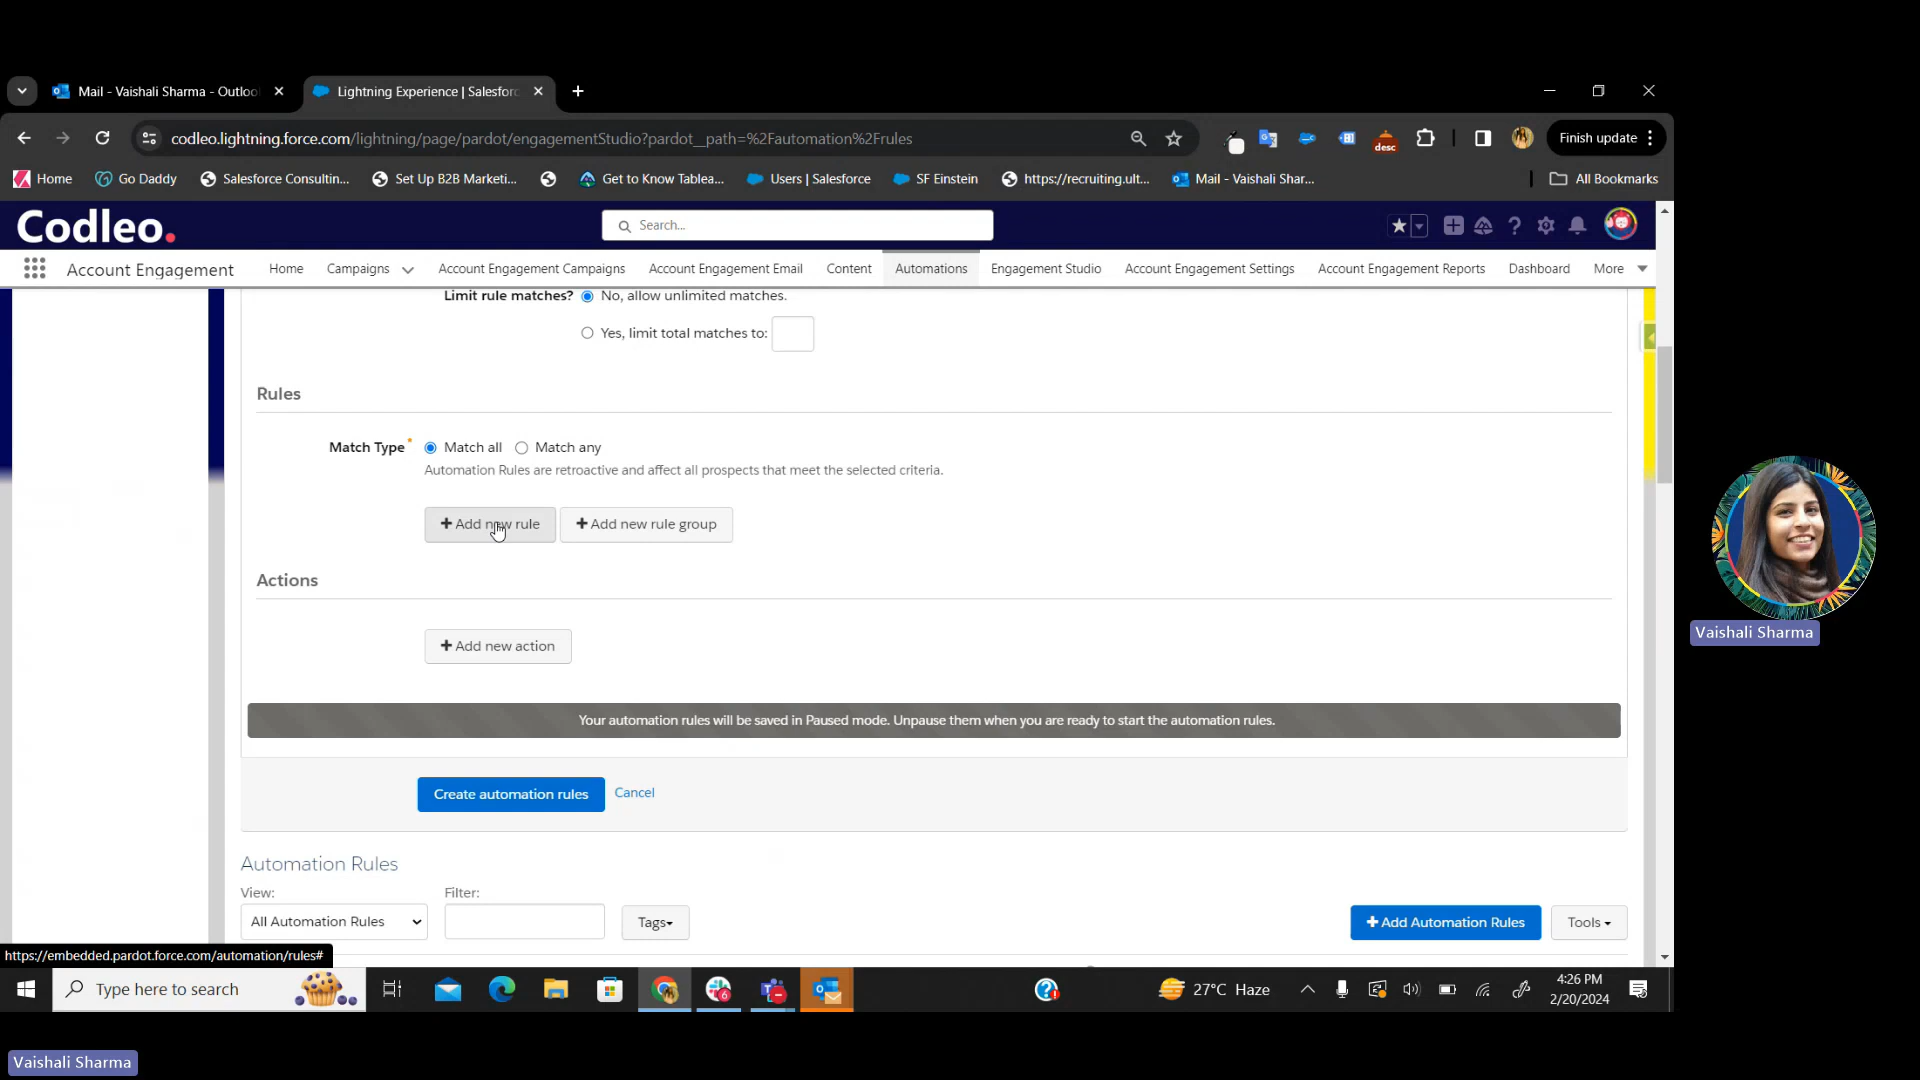 Mail - Vaishali Sharma - Outloo
Lightning Experience | Salesforc
codleo.lightning.force.com/lightning/page/pardot/engagementStudio?pardot__path=%2Fautomation%2Frules
desc
Finish update
Home
Go Daddy
Salesforce Consultin...
Set Up B2B Marketi...
Get to Know Tablea...
Users | Salesforce
SF Einstein
https://recruiting.ult...
Mail - Vaishali Shar...
All Bookmarks
Codleo.
Search...
Account Engagement
Home
Campaigns
Account Engagement Campaigns
Account Engagement Email
Content
Automations
Engagement Studio
Account Engagement Settings
Account Engagement Reports
Dashboard
More
Limit rule matches? No, allow unlimited matches.
Yes, limit total matches to:
Rules
Match Type* Match all Match any
Automation Rules are retroactive and affect all prospects that meet the selected criteria.
+ Add new rule + Add new rule group
Actions
+ Add new action
Your automation rules will be saved in Paused mode. Unpause them when you are ready to start the automation rules.
Create automation rules Cancel
Automation Rules
View: Filter:
All Automation Rules Tags
+ Add Automation Rules Tools
https://embedded.pardot.force.com/automation/rules#
Type here to search
6
27°C Haze
4:26 PM
2/20/2024
Vaishali Sharma
Vaishali Sharma